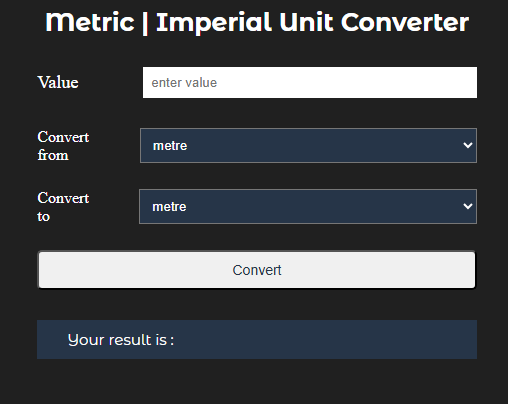 Metric | Imperial Unit Converter
Value
enter value
Convert
from
metre
Convert
to
metre
Convert
Your result is :